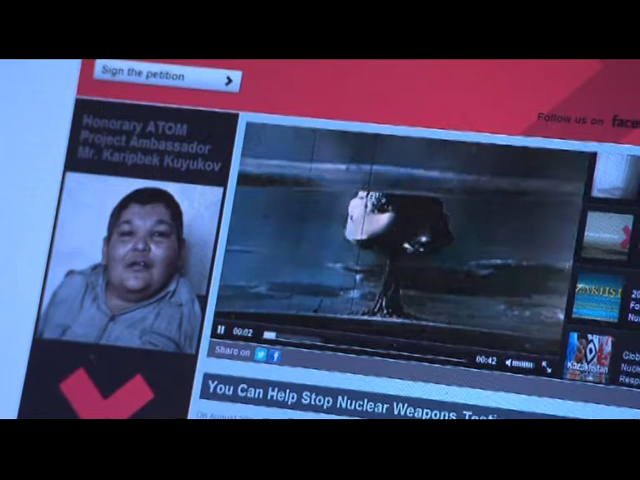 Sign the petition
Follow us on
Honorary ATOM
Project Ambassador
Mr. Karipbek Kuyukov
00:02
00:42
Share on
You Can Help Stop Nuclear Weapons
Kazakhstan